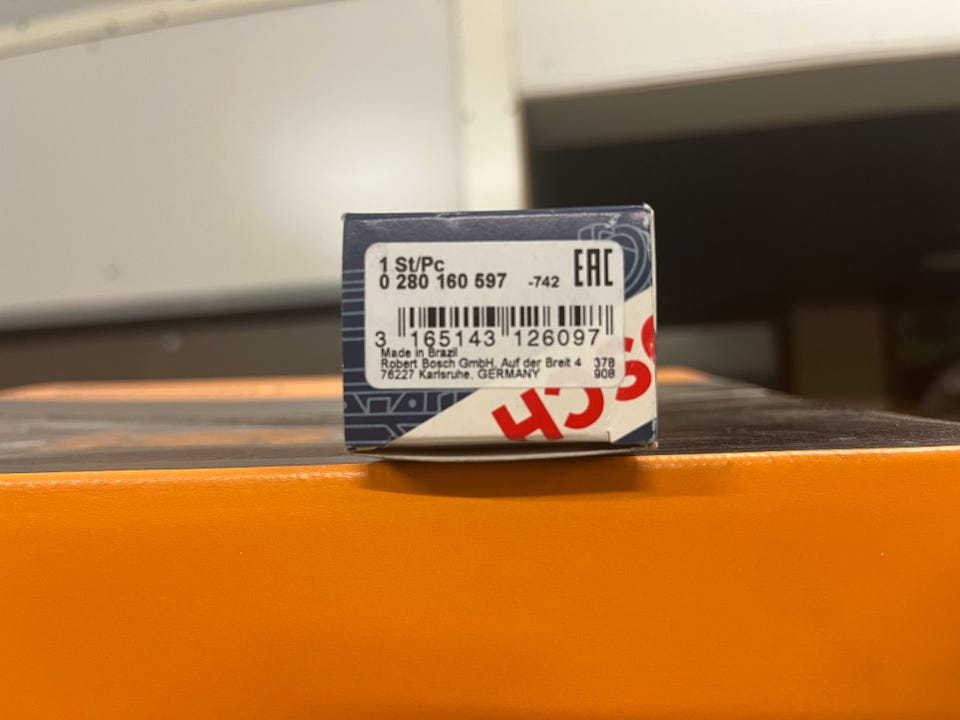 1 St/Pc
0 280 160 597 -742 EAC
3 165143 126097
Made in Brazil
Robert Bosch GmbH, Auf der Breit 4 378
76227 Karlsruhe, GERMANY 908
SCH